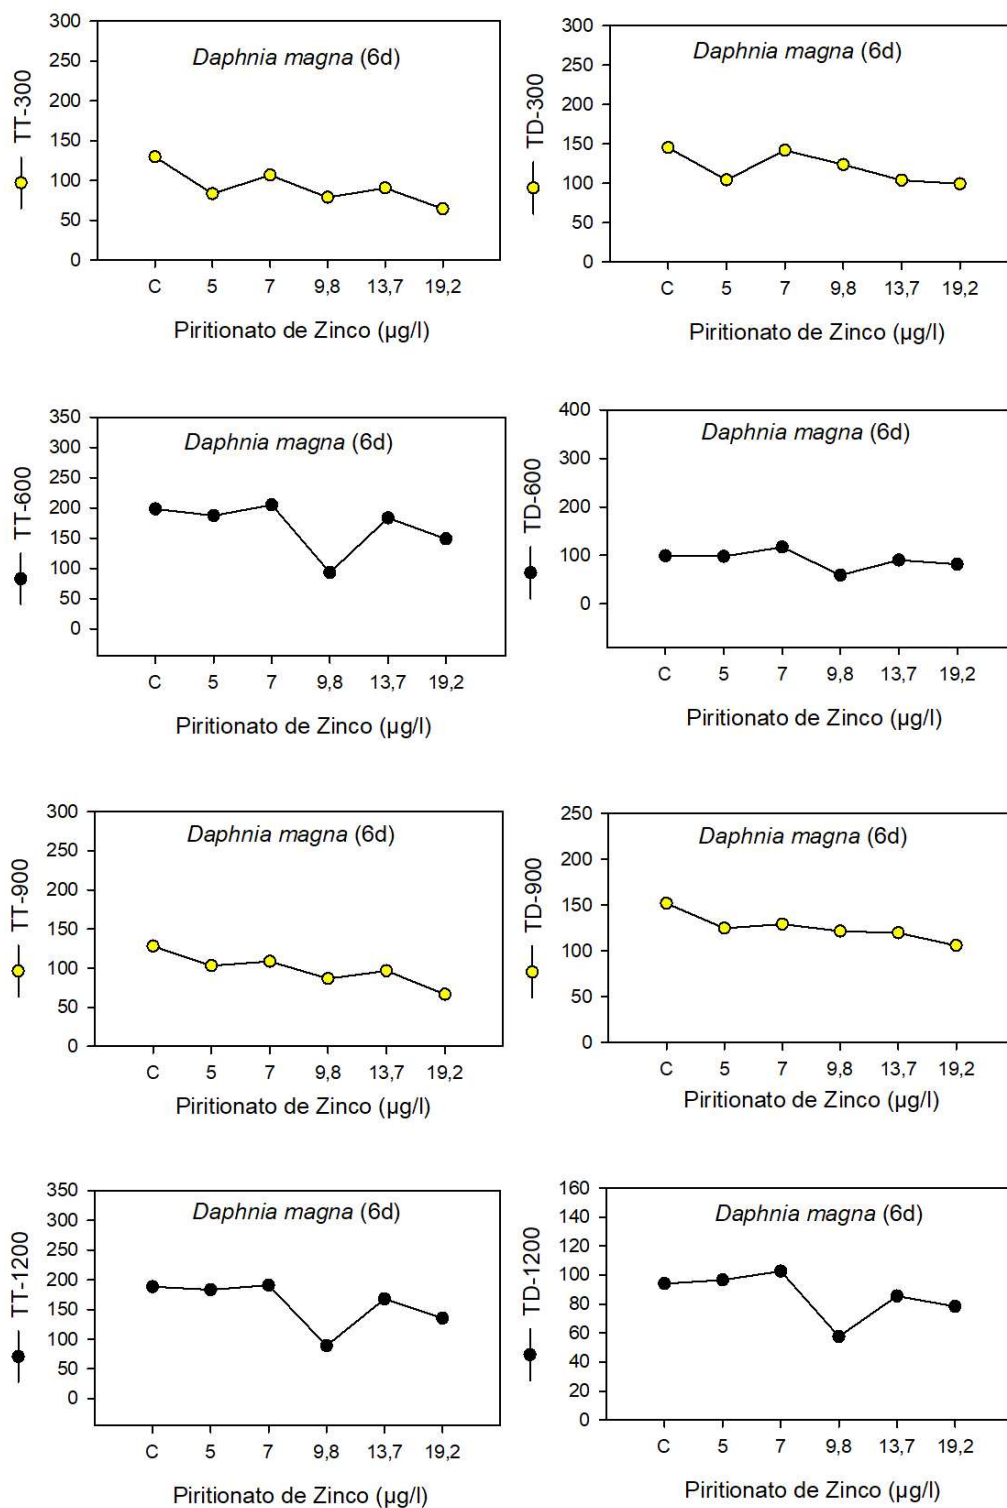 TT-300
300
250
200
150
100
50
0
Daphnia magna (6d)
C 5 7 9,8 13,7 19,2
Piritionato de Zinco (µg/l)
TD-300
300
250
200
150
100
50
0
Daphnia magna (6d)
C 5 7 9,8 13,7 19,2
Piritionato de Zinco (µg/l)
TT-600
350
300
250
200
150
100
50
0
Daphnia magna (6d)
C 5 7 9,8 13,7 19,2
Piritionato de Zinco (µg/l)
TD-600
400
300
200
100
0
Daphnia magna (6d)
C 5 7 9,8 13,7 19,2
Piritionato de Zinco (µg/l)
TT-900
300
250
200
150
100
50
0
Daphnia magna (6d)
C 5 7 9,8 13,7 19,2
Piritionato de Zinco (µg/l)
TD-900
250
200
150
100
50
0
Daphnia magna (6d)
C 5 7 9,8 13,7 19,2
Piritionato de Zinco (µg/l)
TT-1200
350
300
250
200
150
100
50
0
Daphnia magna (6d)
C 5 7 9,8 13,7 19,2
Piritionato de Zinco (µg/l)
TD-1200
160
140
120
100
80
60
40
20
0
Daphnia magna (6d)
C 5 7 9,8 13,7 19,2
Piritionato de Zinco (µg/l)